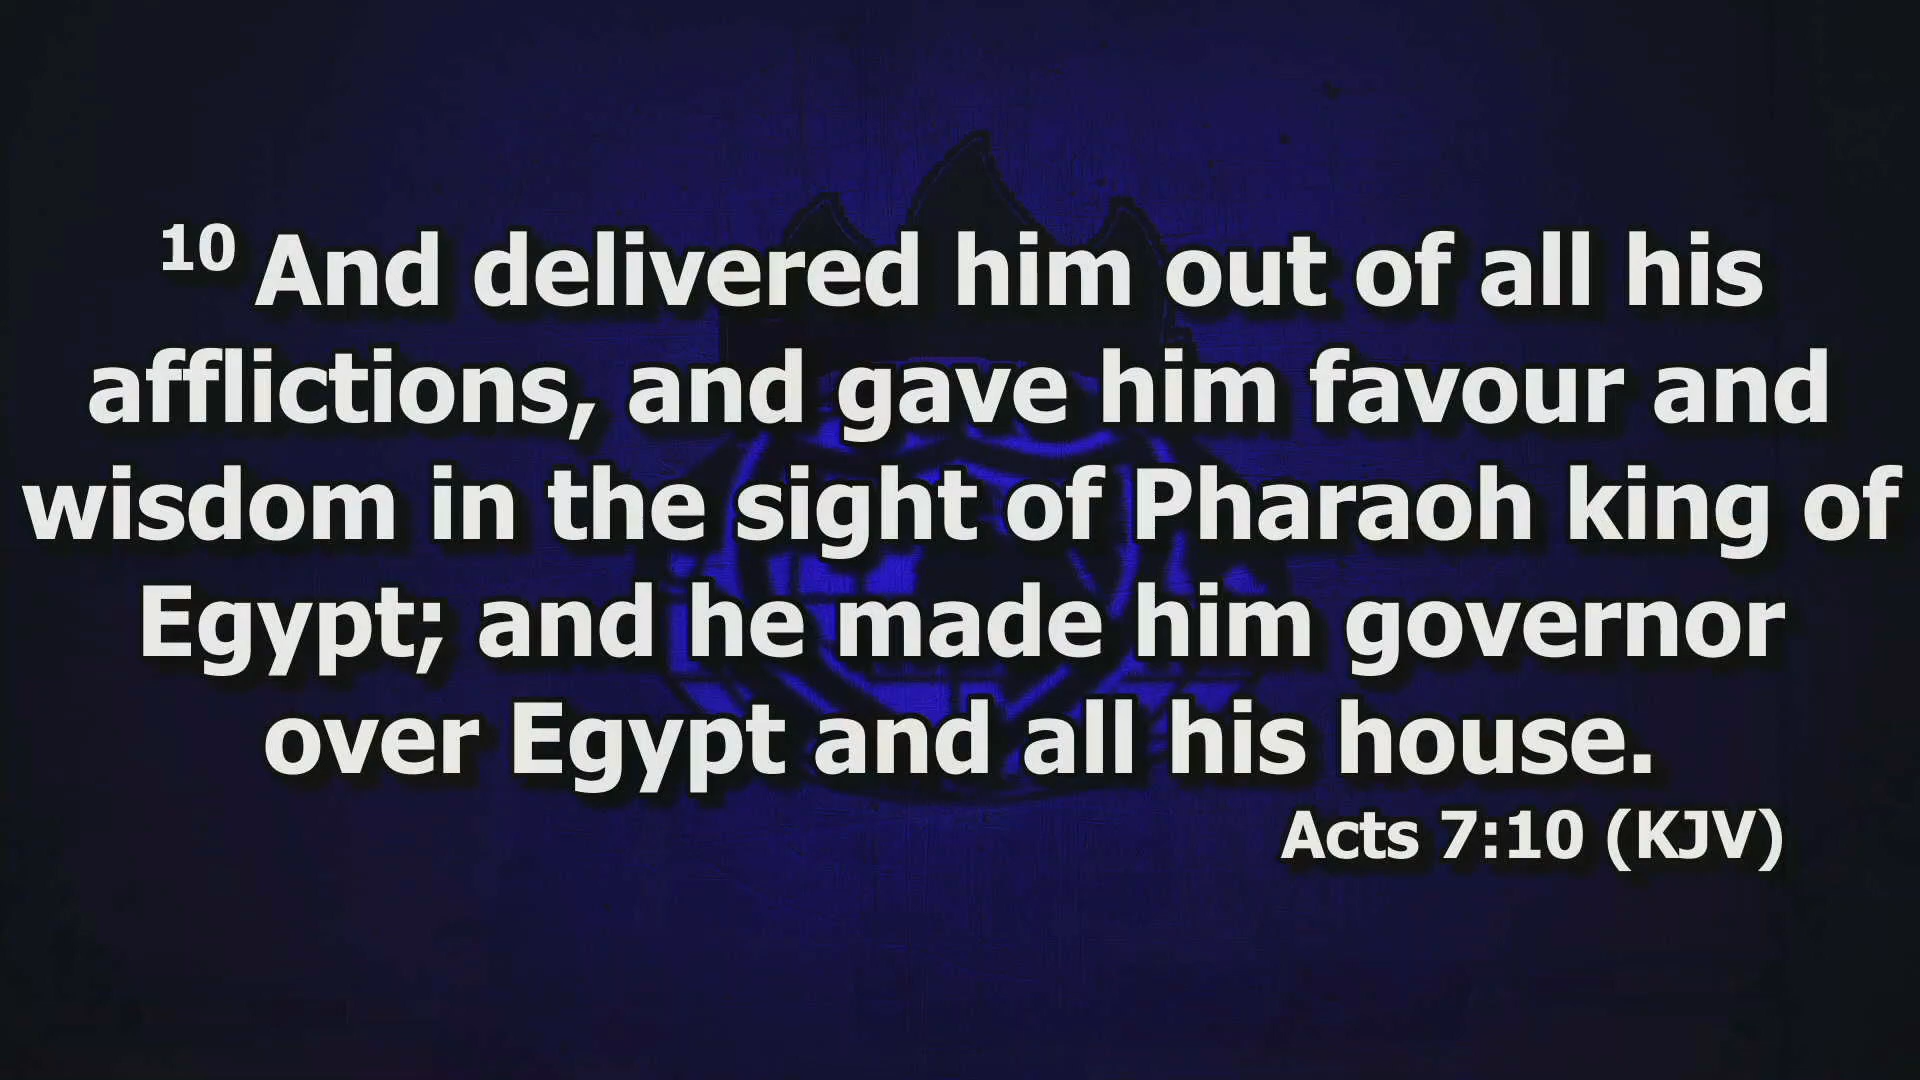 10 And delivered him out of all his
afflictions, and gave him favour and
wisdom in the sight of Pharaoh king of
Egypt; and he made him governor
over Egypt and all his house.
Acts 7:10 (KJV)